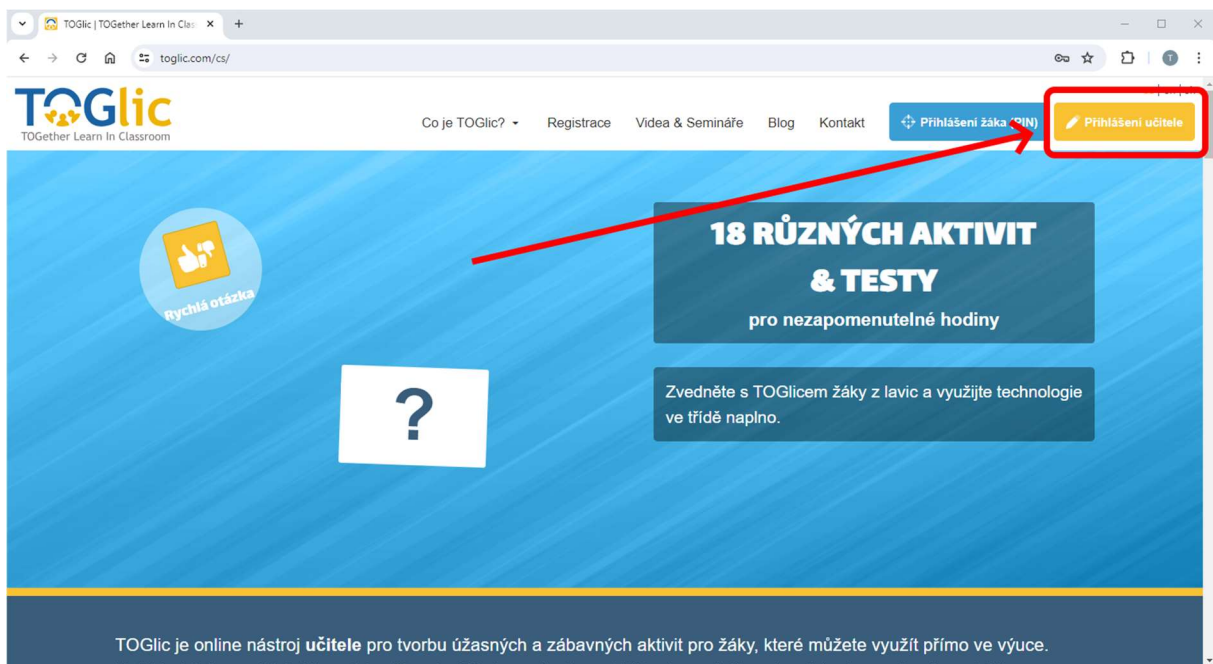 TOGlic | TOGether Learn In Clas
toglic.com/cs/
T
TOGlic
TOGether Learn In Classroom
Co je TOGlic?
Registrace
Videa & Semináře
Blog
Kontakt
Přihlášení žáka (PIN)
Přihlášení učitele
Rychlá otázka
?
18 RŮZNÝCH AKTIVIT
& TESTY
pro nezapomenutelné hodiny
Zvedněte s TOGlicem žáky z lavic a využijte technologie
ve třídě naplno.
TOGlic je online nástroj učitele pro tvorbu úžasných a zábavných aktivit pro žáky, které můžete využít přímo ve výuce.